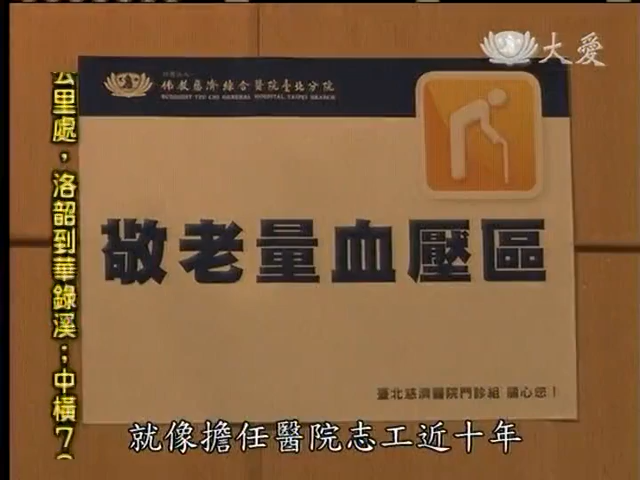 大愛
佛教慈濟綜合醫院臺北分院
BUDDHIST TZU CHI GENERAL HOSPITAL, TAIPEI BRANCH
敬老量血壓區
臺北慈濟醫院門診組 關心您！
公里處，洛韶到華錄溪；中橫7
就像擔任醫院志工近十年